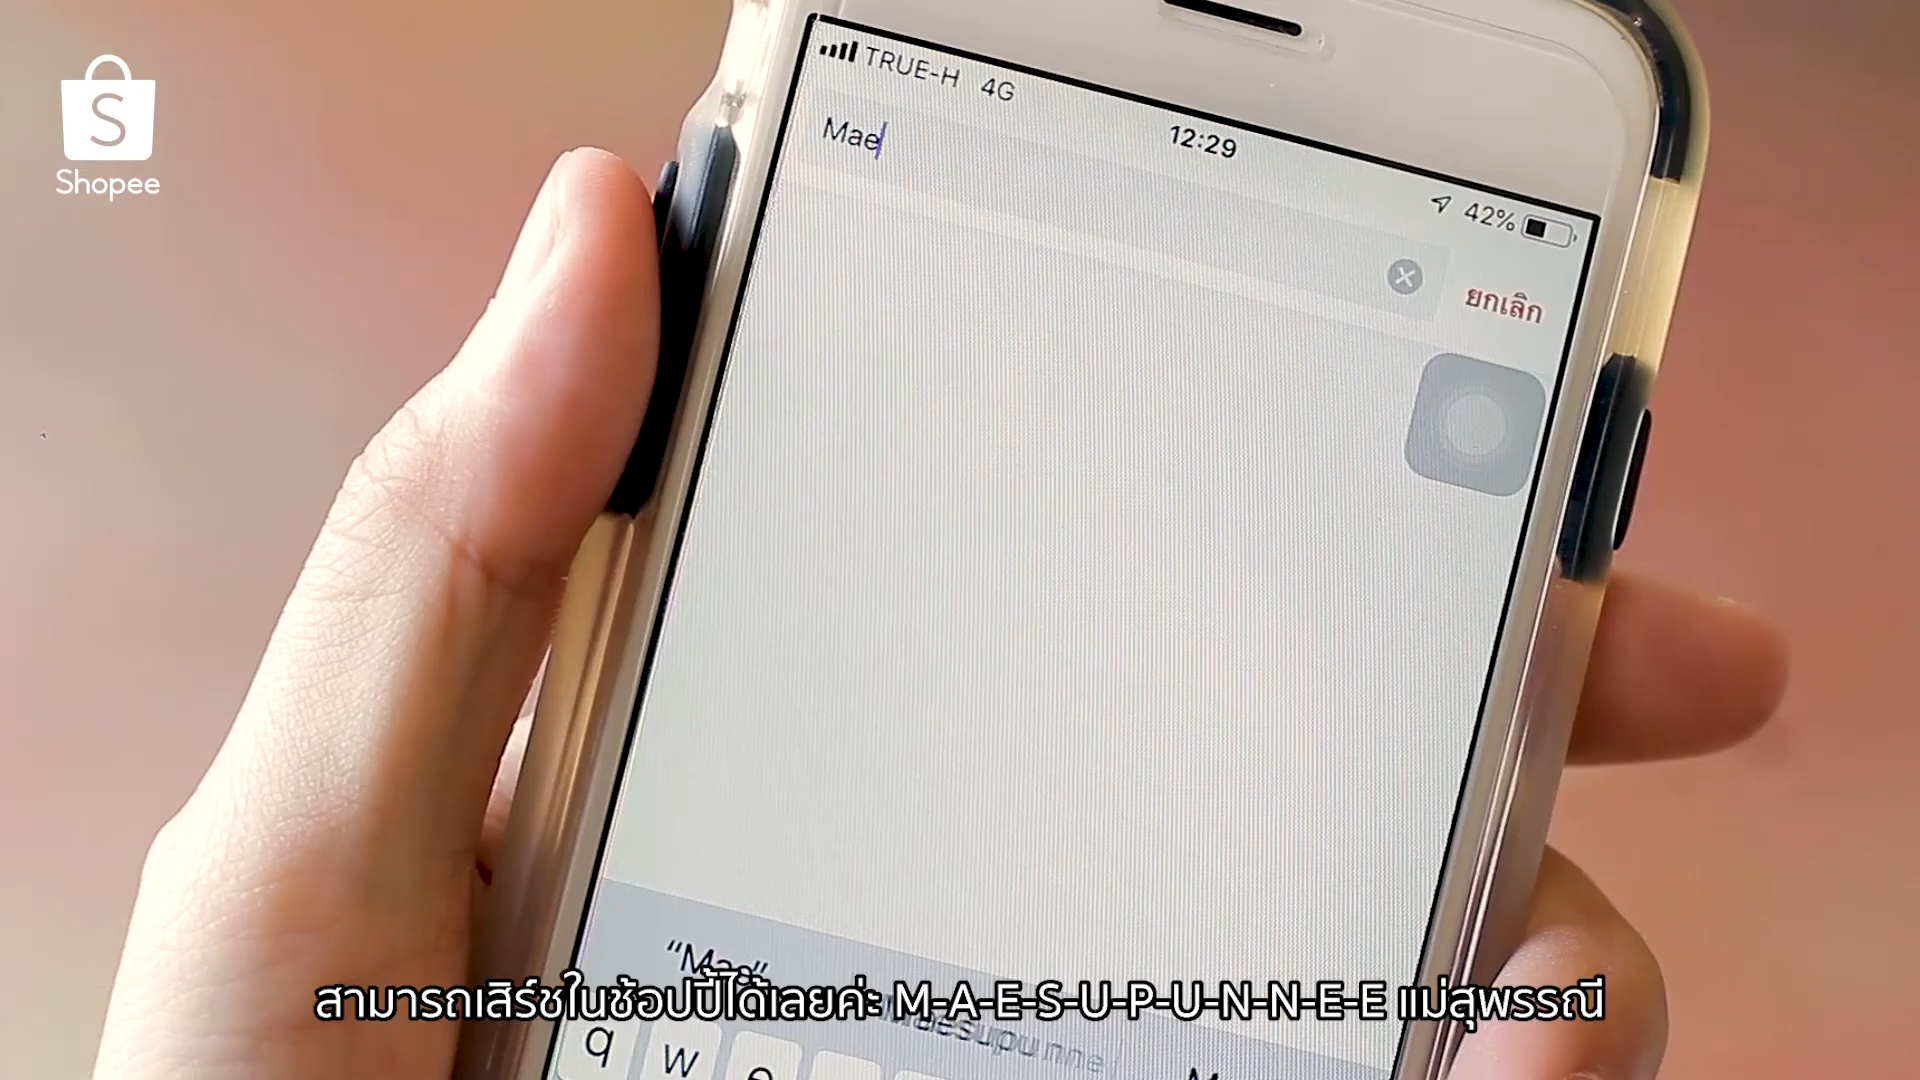 Shopee
TRUE-H 4G
12:29
42%
Mae
ยกเลิก
"Mae"
Maesupunne
สามารถเสิร์ชในช้อปปี้ได้เลยค่ะ M-A-E-S-U-P-U-N-N-E-E แม่สุพรรณี
q w e